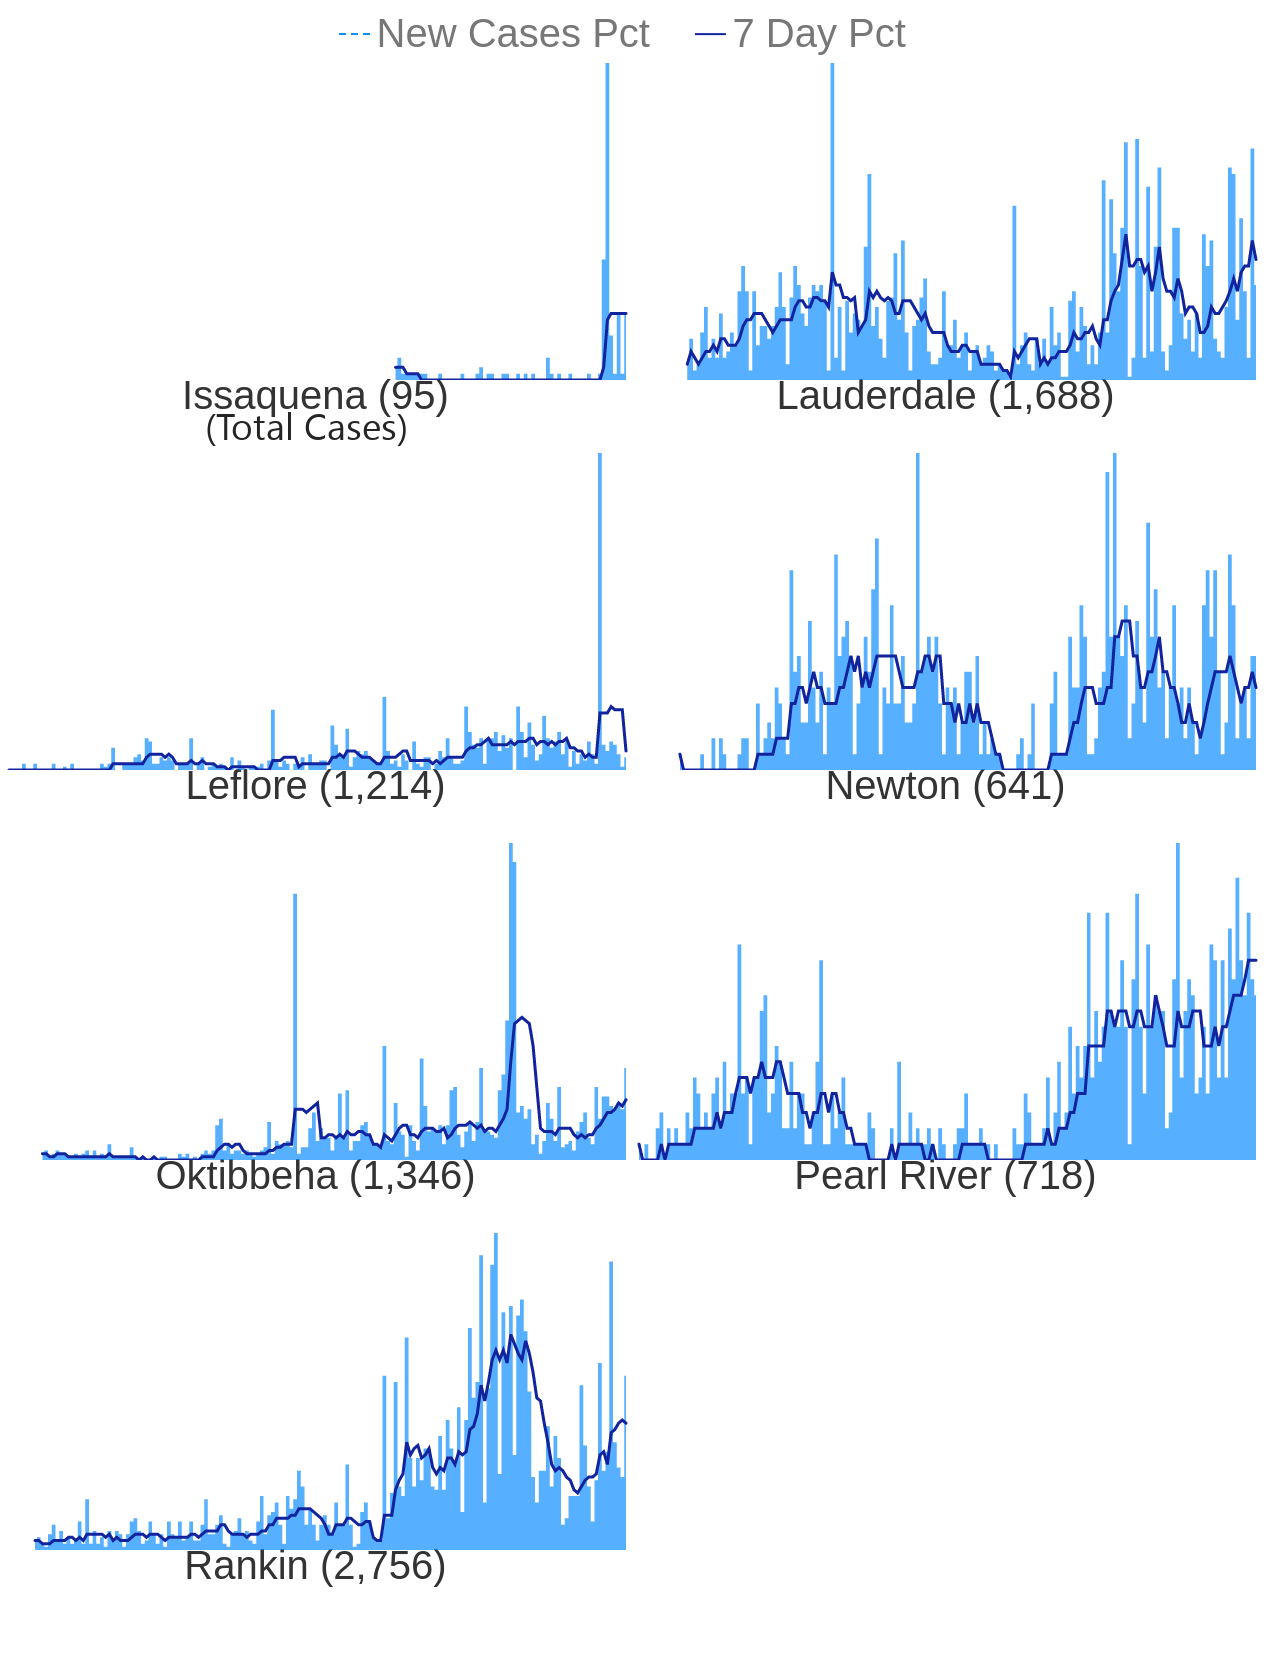 New Cases Pct 7 Day Pct
Issaquena (95) Lauderdale (1,688)
(Total Cases)
Leflore (1,214) Newton (641)
Oktibbeha (1,346) Pearl River (718)
Rankin (2,756)